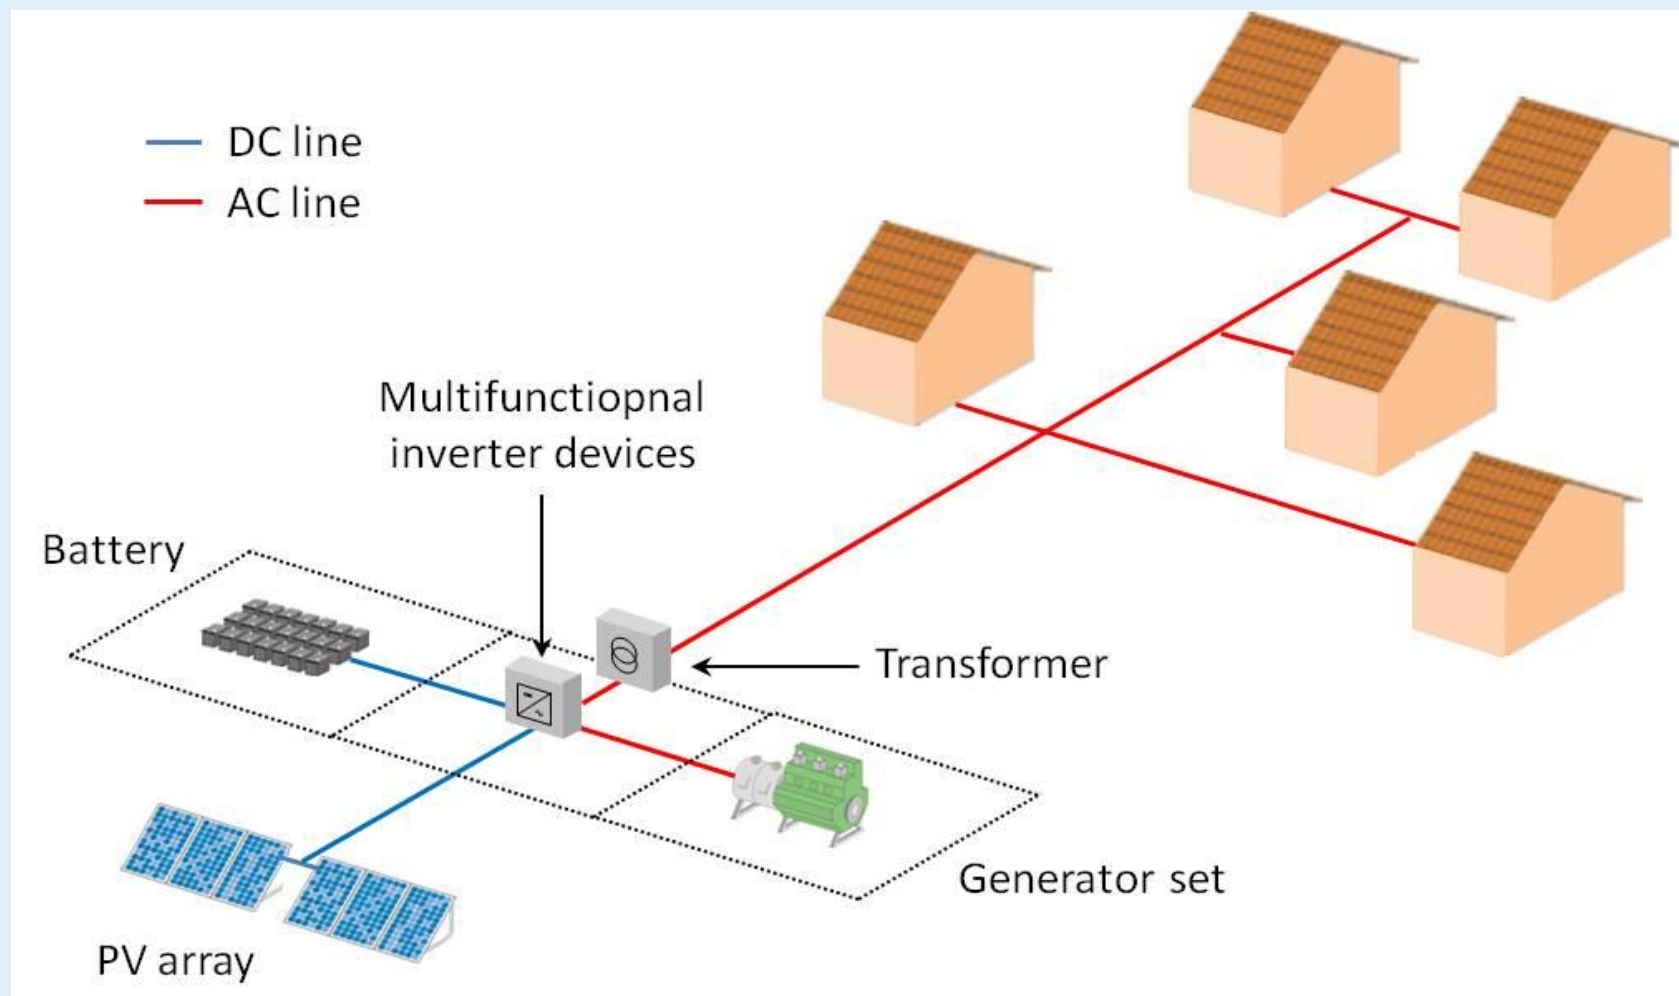 DC line
AC line
Multifunctiopnal
inverter devices
Battery
Transformer
Generator set
PV array